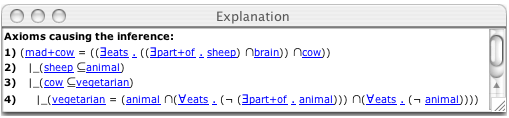 Explanation
Axioms causing the inference:
1) (mad+cow = ((∃eats . ((∃part+of . sheep) ∩brain)) ∩cow))
2) |_(sheep ⊆animal)
3) |_(cow ⊆vegetarian)
4) |_(vegetarian = (animal ∩(∀eats . (¬ (∃part+of . animal))) ∩(∀eats . (¬ animal))))